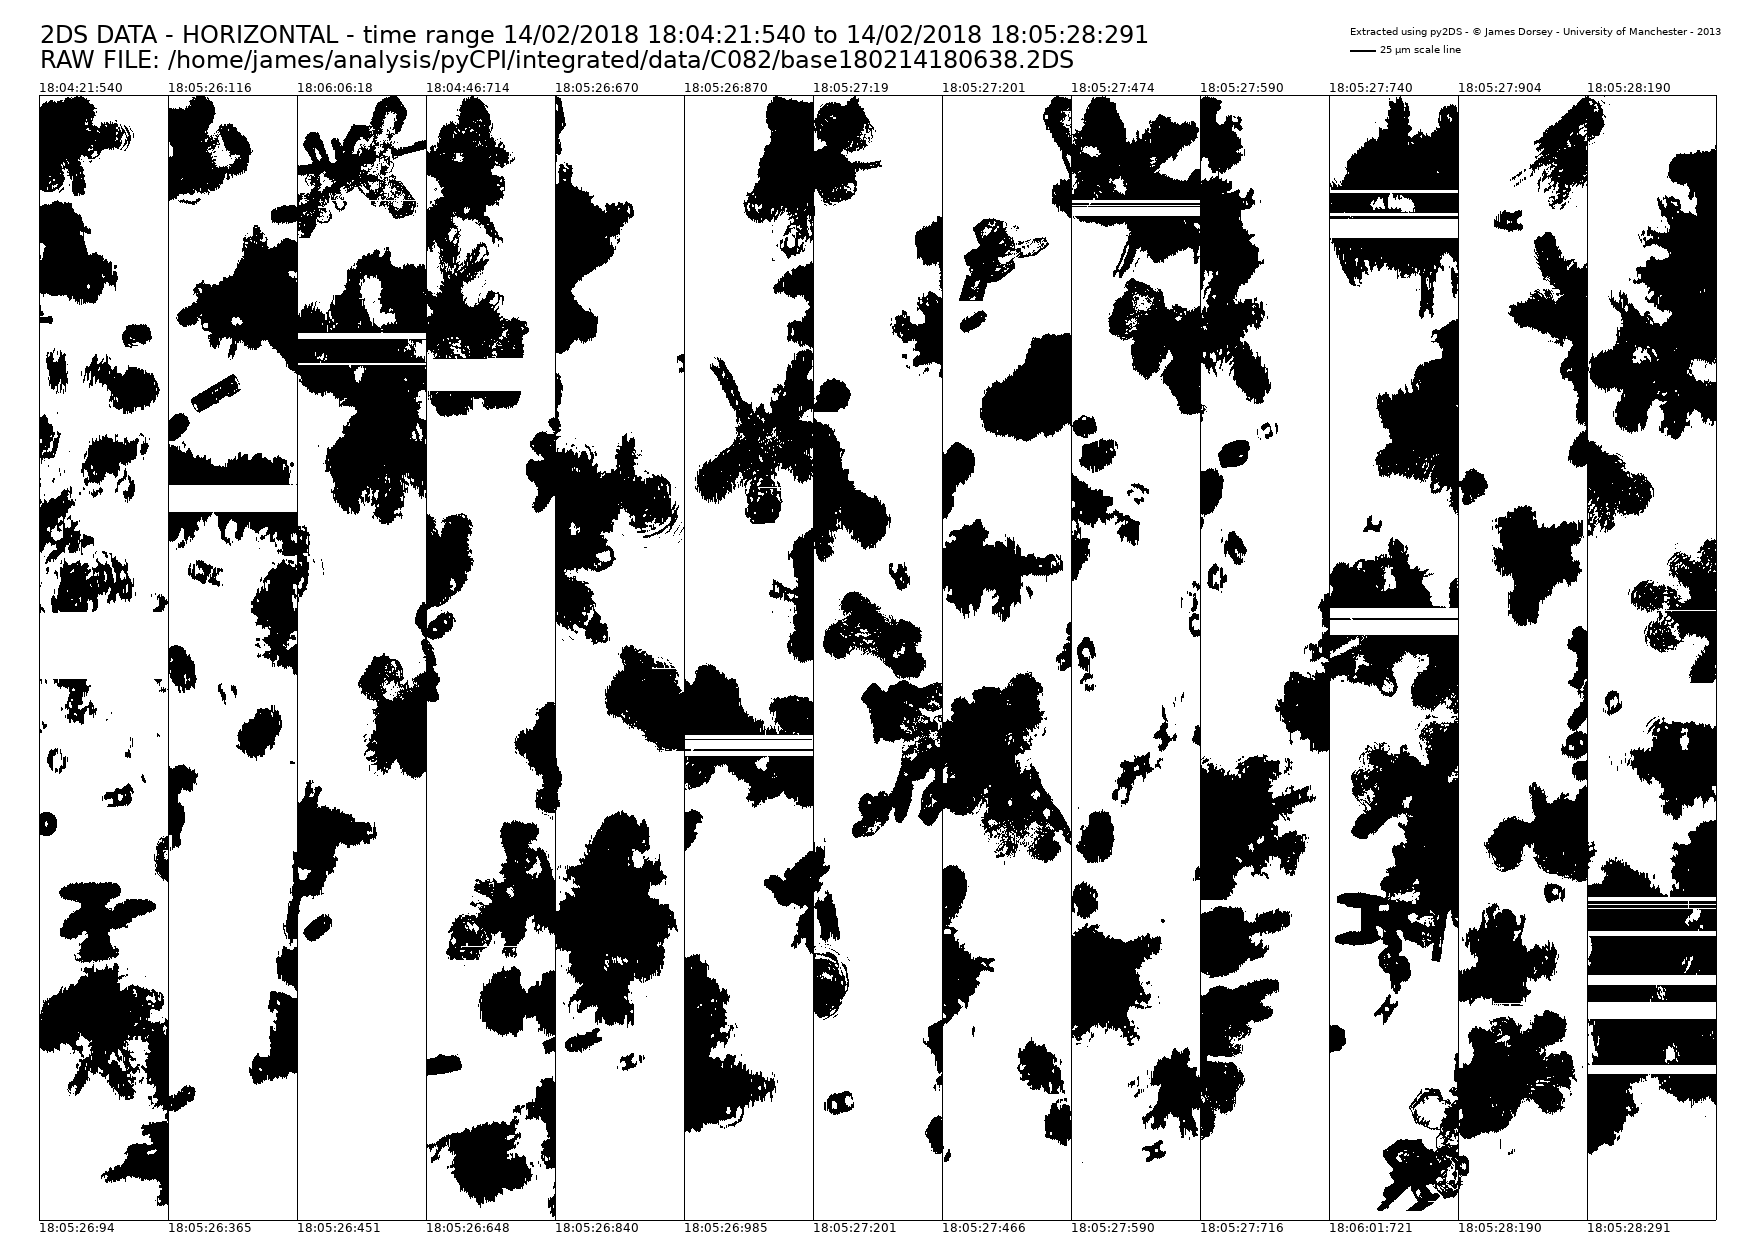 2DS DATA - HORIZONTAL - time range 14/02/2018 18:04:21:540 to 14/02/2018 18:05:28:291
RAW FILE: /home/james/analysis/pyCPI/integrated/data/C082/base180214180638.2DS
Extracted using py2DS - © James Dorsey - University of Manchester - 2013
25 µm scale line
18:04:21:540 18:05:26:116 18:06:06:18 18:04:46:714 18:05:26:670 18:05:26:870 18:05:27:19 18:05:27:201 18:05:27:474 18:05:27:590 18:05:27:740 18:05:27:904 18:05:28:190
18:05:26:94 18:05:26:365 18:05:26:451 18:05:26:648 18:05:26:840 18:05:26:985 18:05:27:201 18:05:27:466 18:05:27:590 18:05:27:716 18:06:01:721 18:05:28:190 18:05:28:291